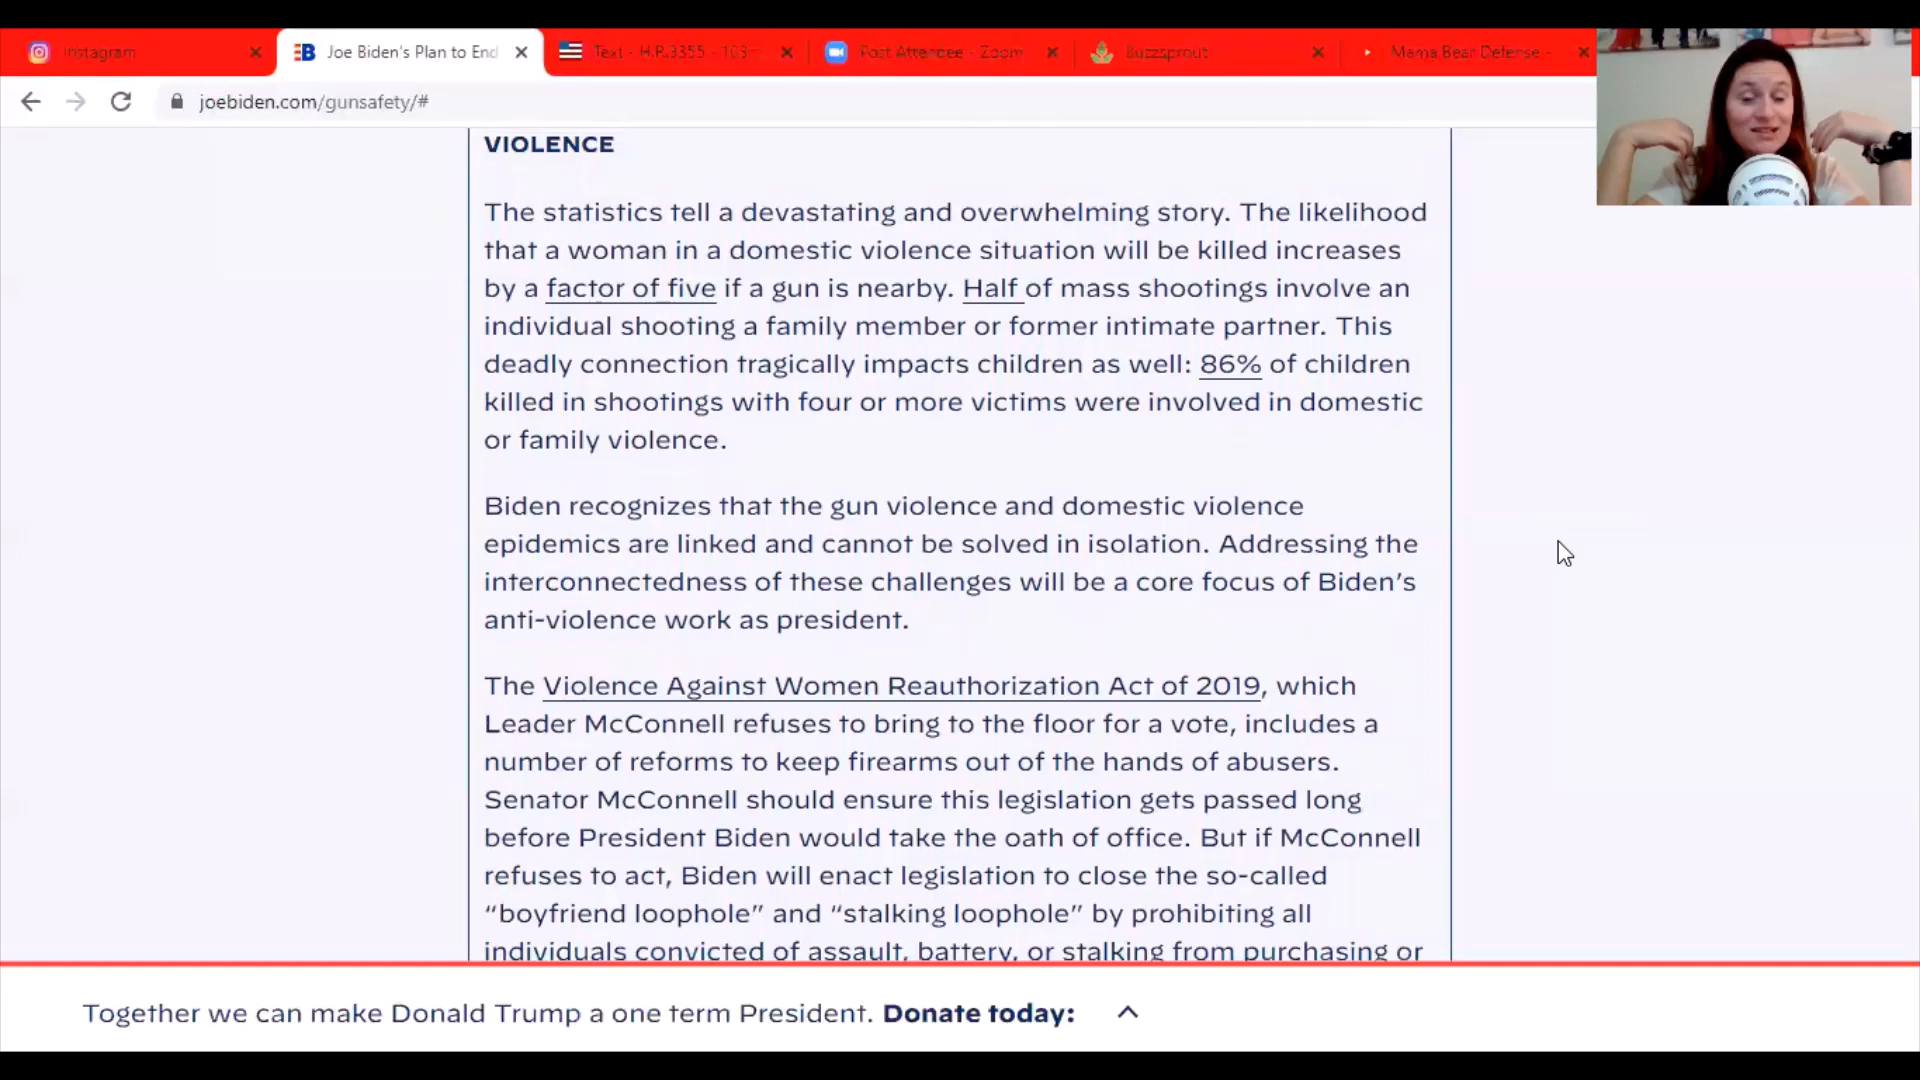 Instagram
Joe Biden's Plan to End
Text - H.R.3355 - 103
Post Attendee - Zoom
Buzzsprout
Mama Bear Defense -
joebiden.com/gunsafety/#
VIOLENCE
The statistics tell a devastating and overwhelming story. The likelihood
that a woman in a domestic violence situation will be killed increases
by a factor of five if a gun is nearby. Half of mass shootings involve an
individual shooting a family member or former intimate partner. This
deadly connection tragically impacts children as well: 86% of children
killed in shootings with four or more victims were involved in domestic
or family violence.
Biden recognizes that the gun violence and domestic violence
epidemics are linked and cannot be solved in isolation. Addressing the
interconnectedness of these challenges will be a core focus of Biden's
anti-violence work as president.
The Violence Against Women Reauthorization Act of 2019, which
Leader McConnell refuses to bring to the floor for a vote, includes a
number of reforms to keep firearms out of the hands of abusers.
Senator McConnell should ensure this legislation gets passed long
before President Biden would take the oath of office. But if McConnell
refuses to act, Biden will enact legislation to close the so-called
“boyfriend loophole” and “stalking loophole” by prohibiting all
individuals convicted of assault, battery, or stalking from purchasing or
Together we can make Donald Trump a one term President. Donate today: